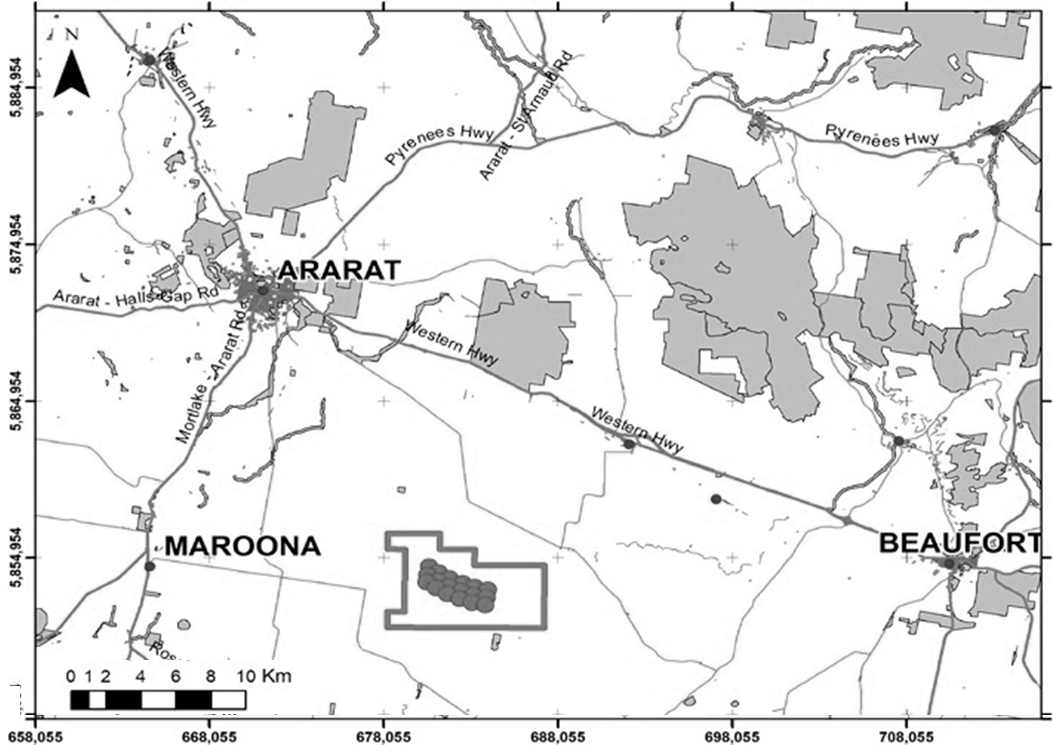 N
Western Hwy
5,884,954
Ararat - St Arnaud Rd
Pyrenees Hwy
Pyrenees Hwy
5,874,954
ARARAT
Ararat - Halls Gap Rd
Mortlake - Ararat Rd
Western Hwy
5,864,954
Western Hwy
MAROONA
BEAUFORT
5,854,954
Ros
0 1 2 4 6 8 10 Km
658,055 668,055 678,055 688,055 698,055 708,055